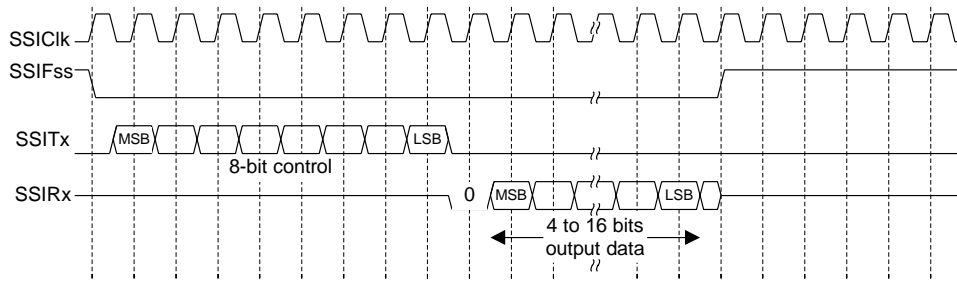 SSIClk
SSIFss
SSITx
MSB
LSB
8-bit control
SSIRx
0
MSB
LSB
4 to 16 bits
output data